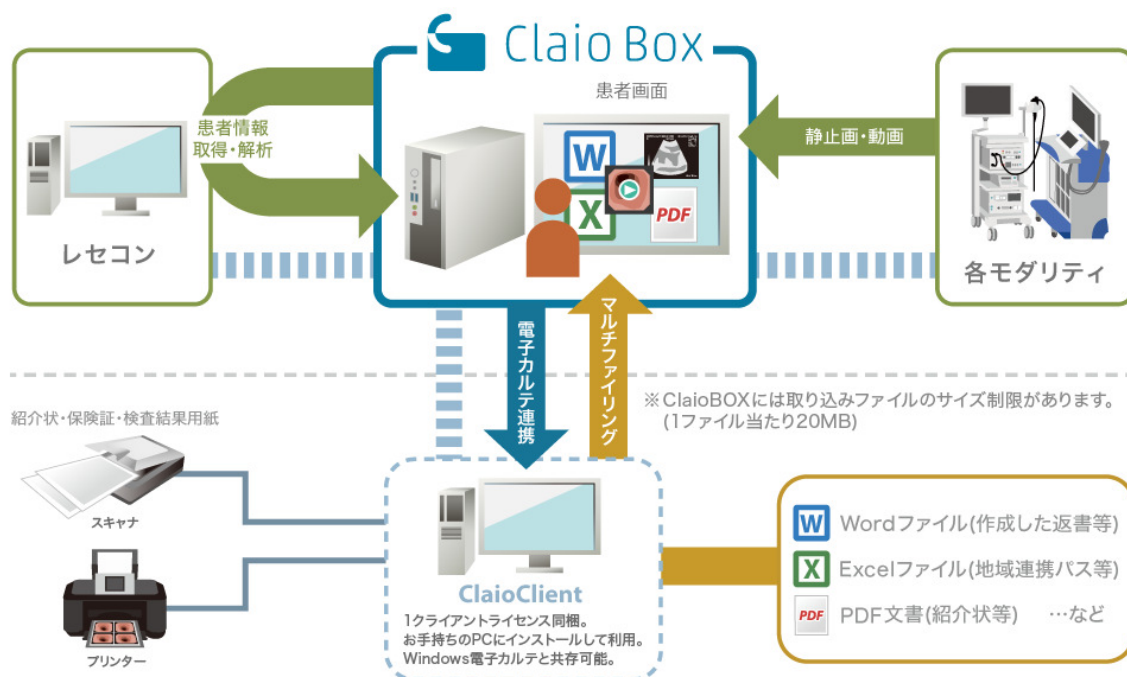 Claio Box
患者画面
W
X
PDF
患者情報
取得・解析
レセコン
静止画・動画
各モダリティ
電子カルテ連携
マルチファイリング
※ClaioBOXには取り込みファイルのサイズ制限があります。
(1ファイル当たり20MB)
紹介状・保険証・検査結果用紙
スキャナ
プリンター
ClaioClient
1クライアントライセンス同梱。
お手持ちのPCにインストールして利用。
Windows電子カルテと共存可能。
W Wordファイル(作成した返書等)
X Excelファイル(地域連携パス等)
PDF PDF文書(紹介状等) …など